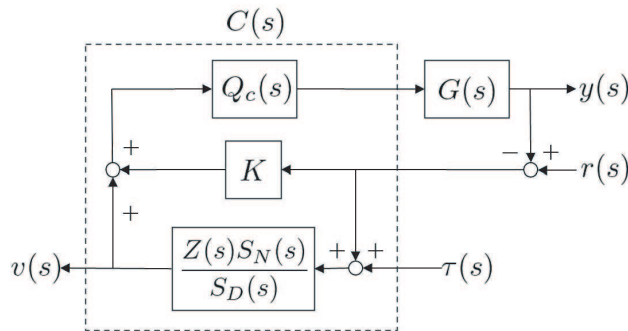 C(s)
Q_c(s)
G(s)
y(s)
+
K
− +
r(s)
+
Z(s)S_N(s)
S_D(s)
+ +
v(s)
τ(s)